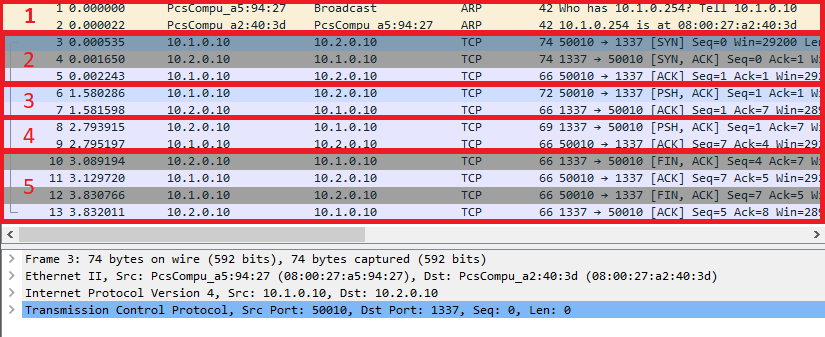 1 0.000000 PcsCompu_a5:94:27 Broadcast ARP 42 Who has 10.1.0.254? Tell 10.1.0.10
1
2 0.000022 PcsCompu_a2:40:3d PcsCompu_a5:94:27 ARP 42 10.1.0.254 is at 08:00:27:a2:40:3d
3 0.000535 10.1.0.10 10.2.0.10 TCP 74 50010 → 1337 [SYN] Seq=0 Win=29200 Len
2
4 0.001650 10.2.0.10 10.1.0.10 TCP 74 1337 → 50010 [SYN, ACK] Seq=0 Ack=1 Wi
5 0.002243 10.1.0.10 10.2.0.10 TCP 66 50010 → 1337 [ACK] Seq=1 Ack=1 Win=292
6 1.580286 10.1.0.10 10.2.0.10 TCP 72 50010 → 1337 [PSH, ACK] Seq=1 Ack=1 Wi
3
7 1.581598 10.2.0.10 10.1.0.10 TCP 66 1337 → 50010 [ACK] Seq=1 Ack=7 Win=289
8 2.793915 10.2.0.10 10.1.0.10 TCP 69 1337 → 50010 [PSH, ACK] Seq=1 Ack=7 Wi
4
9 2.795197 10.1.0.10 10.2.0.10 TCP 66 50010 → 1337 [ACK] Seq=7 Ack=4 Win=292
10 3.089194 10.2.0.10 10.1.0.10 TCP 66 1337 → 50010 [FIN, ACK] Seq=4 Ack=7 Wi
11 3.129720 10.1.0.10 10.2.0.10 TCP 66 50010 → 1337 [ACK] Seq=7 Ack=5 Win=292
5
12 3.830766 10.1.0.10 10.2.0.10 TCP 66 50010 → 1337 [FIN, ACK] Seq=7 Ack=5 Wi
13 3.832011 10.2.0.10 10.1.0.10 TCP 66 1337 → 50010 [ACK] Seq=5 Ack=8 Win=289
Frame 3: 74 bytes on wire (592 bits), 74 bytes captured (592 bits)
Ethernet II, Src: PcsCompu_a5:94:27 (08:00:27:a5:94:27), Dst: PcsCompu_a2:40:3d (08:00:27:a2:40:3d)
Internet Protocol Version 4, Src: 10.1.0.10, Dst: 10.2.0.10
Transmission Control Protocol, Src Port: 50010, Dst Port: 1337, Seq: 0, Len: 0